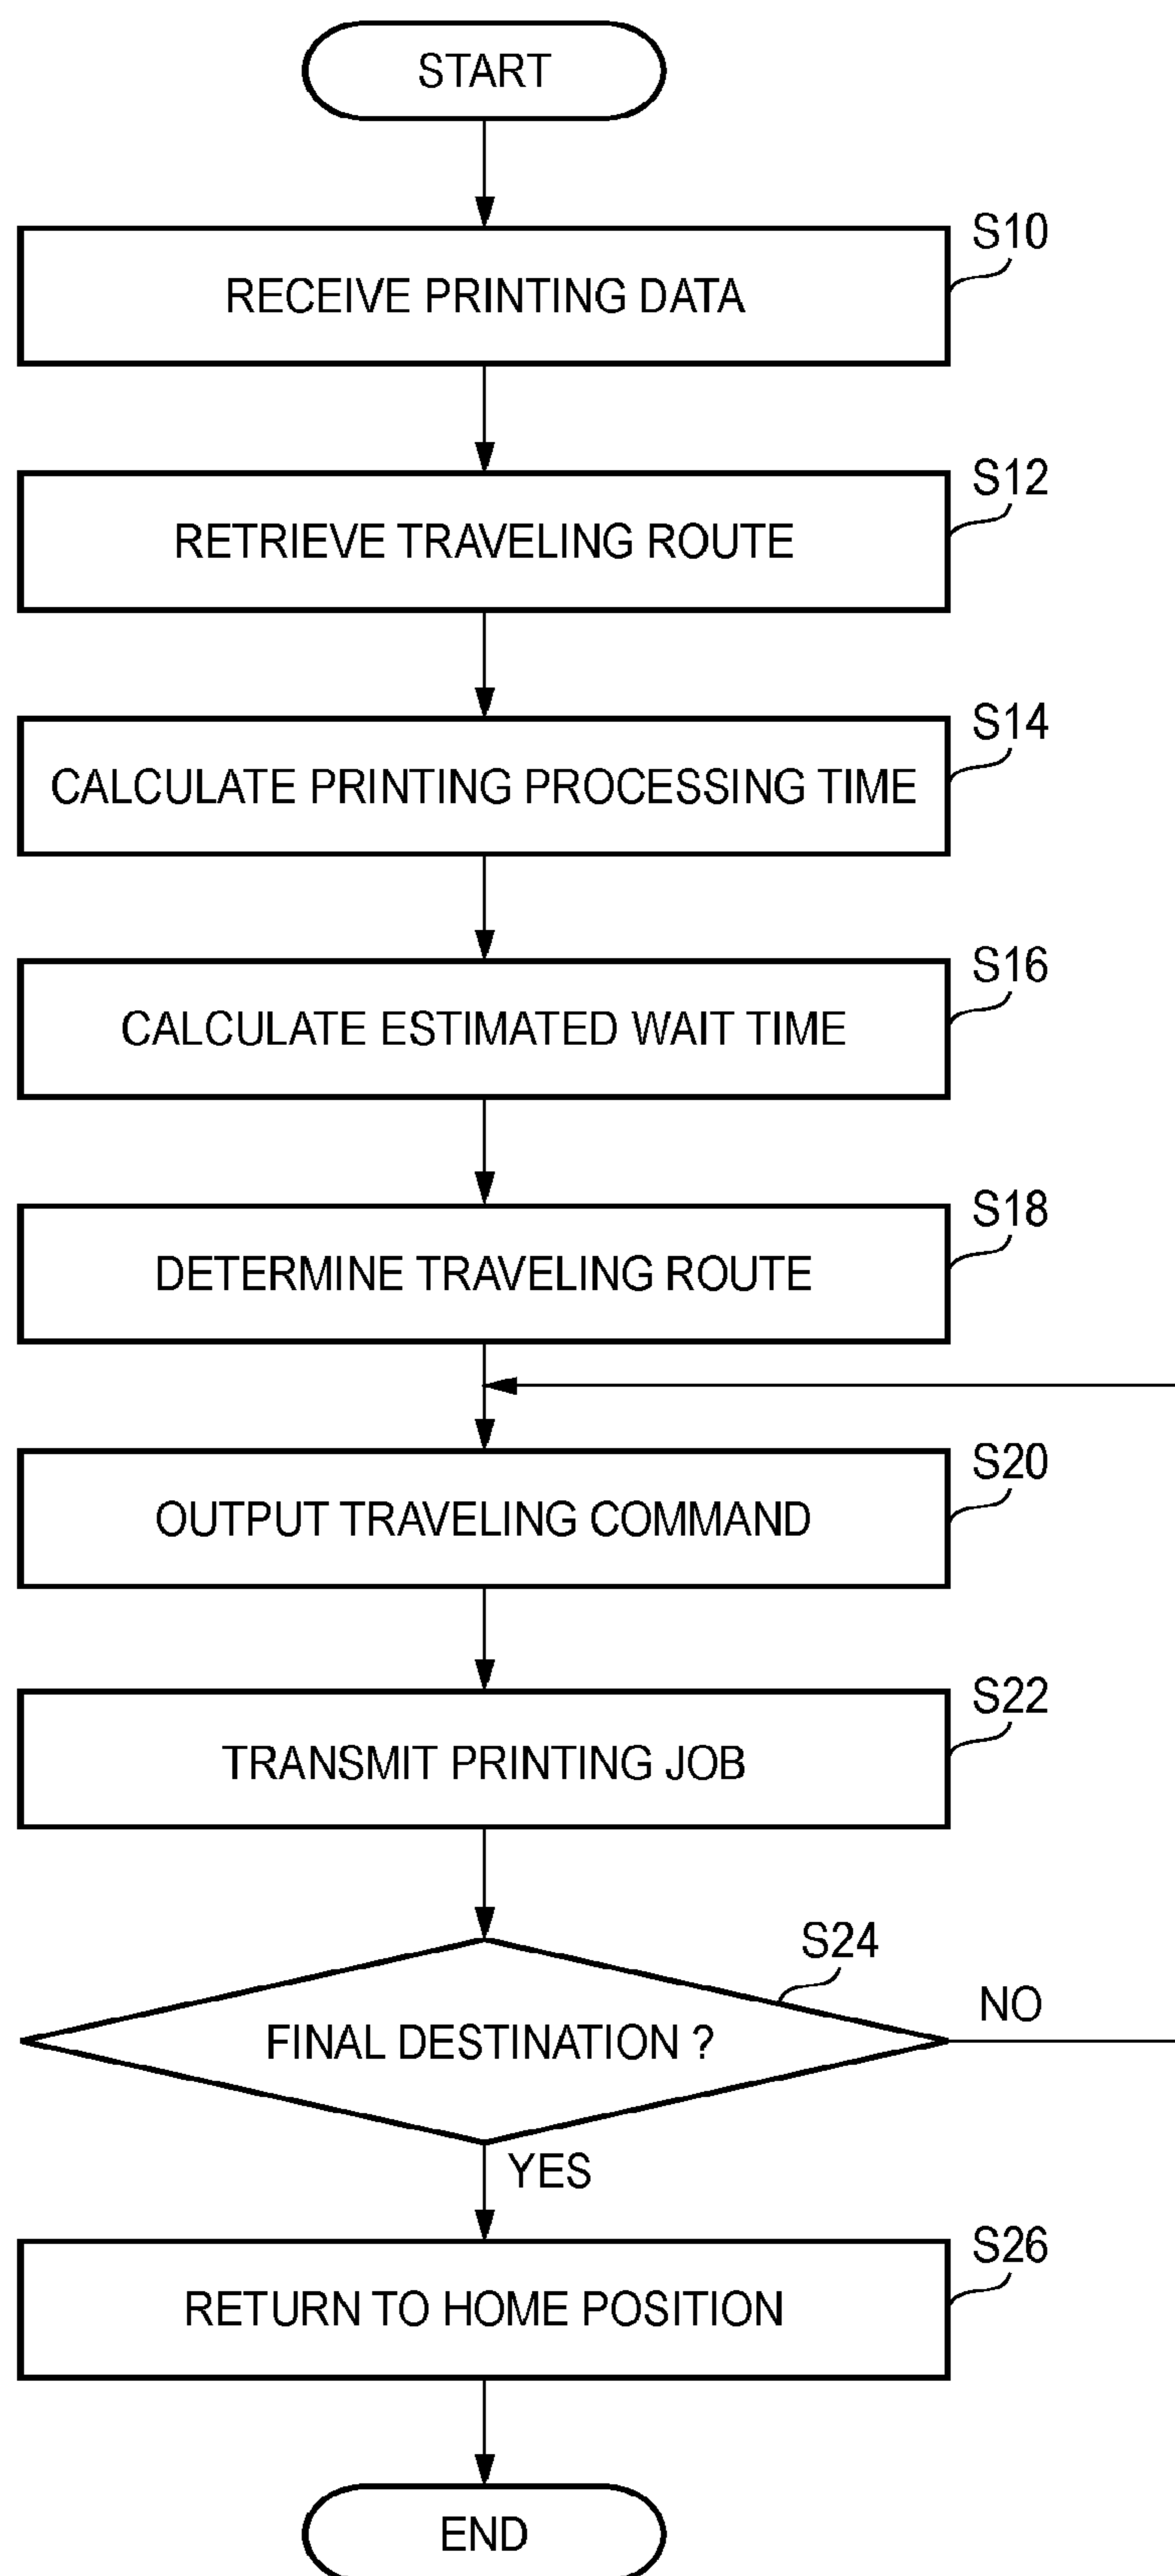 START
S10
RECEIVE PRINTING DATA
S12
RETRIEVE TRAVELING ROUTE
S14
CALCULATE PRINTING PROCESSING TIME
S16
CALCULATE ESTIMATED WAIT TIME
S18
DETERMINE TRAVELING ROUTE
S20
OUTPUT TRAVELING COMMAND
S22
TRANSMIT PRINTING JOB
S24
NO
FINAL DESTINATION ?
YES
S26
RETURN TO HOME POSITION
END